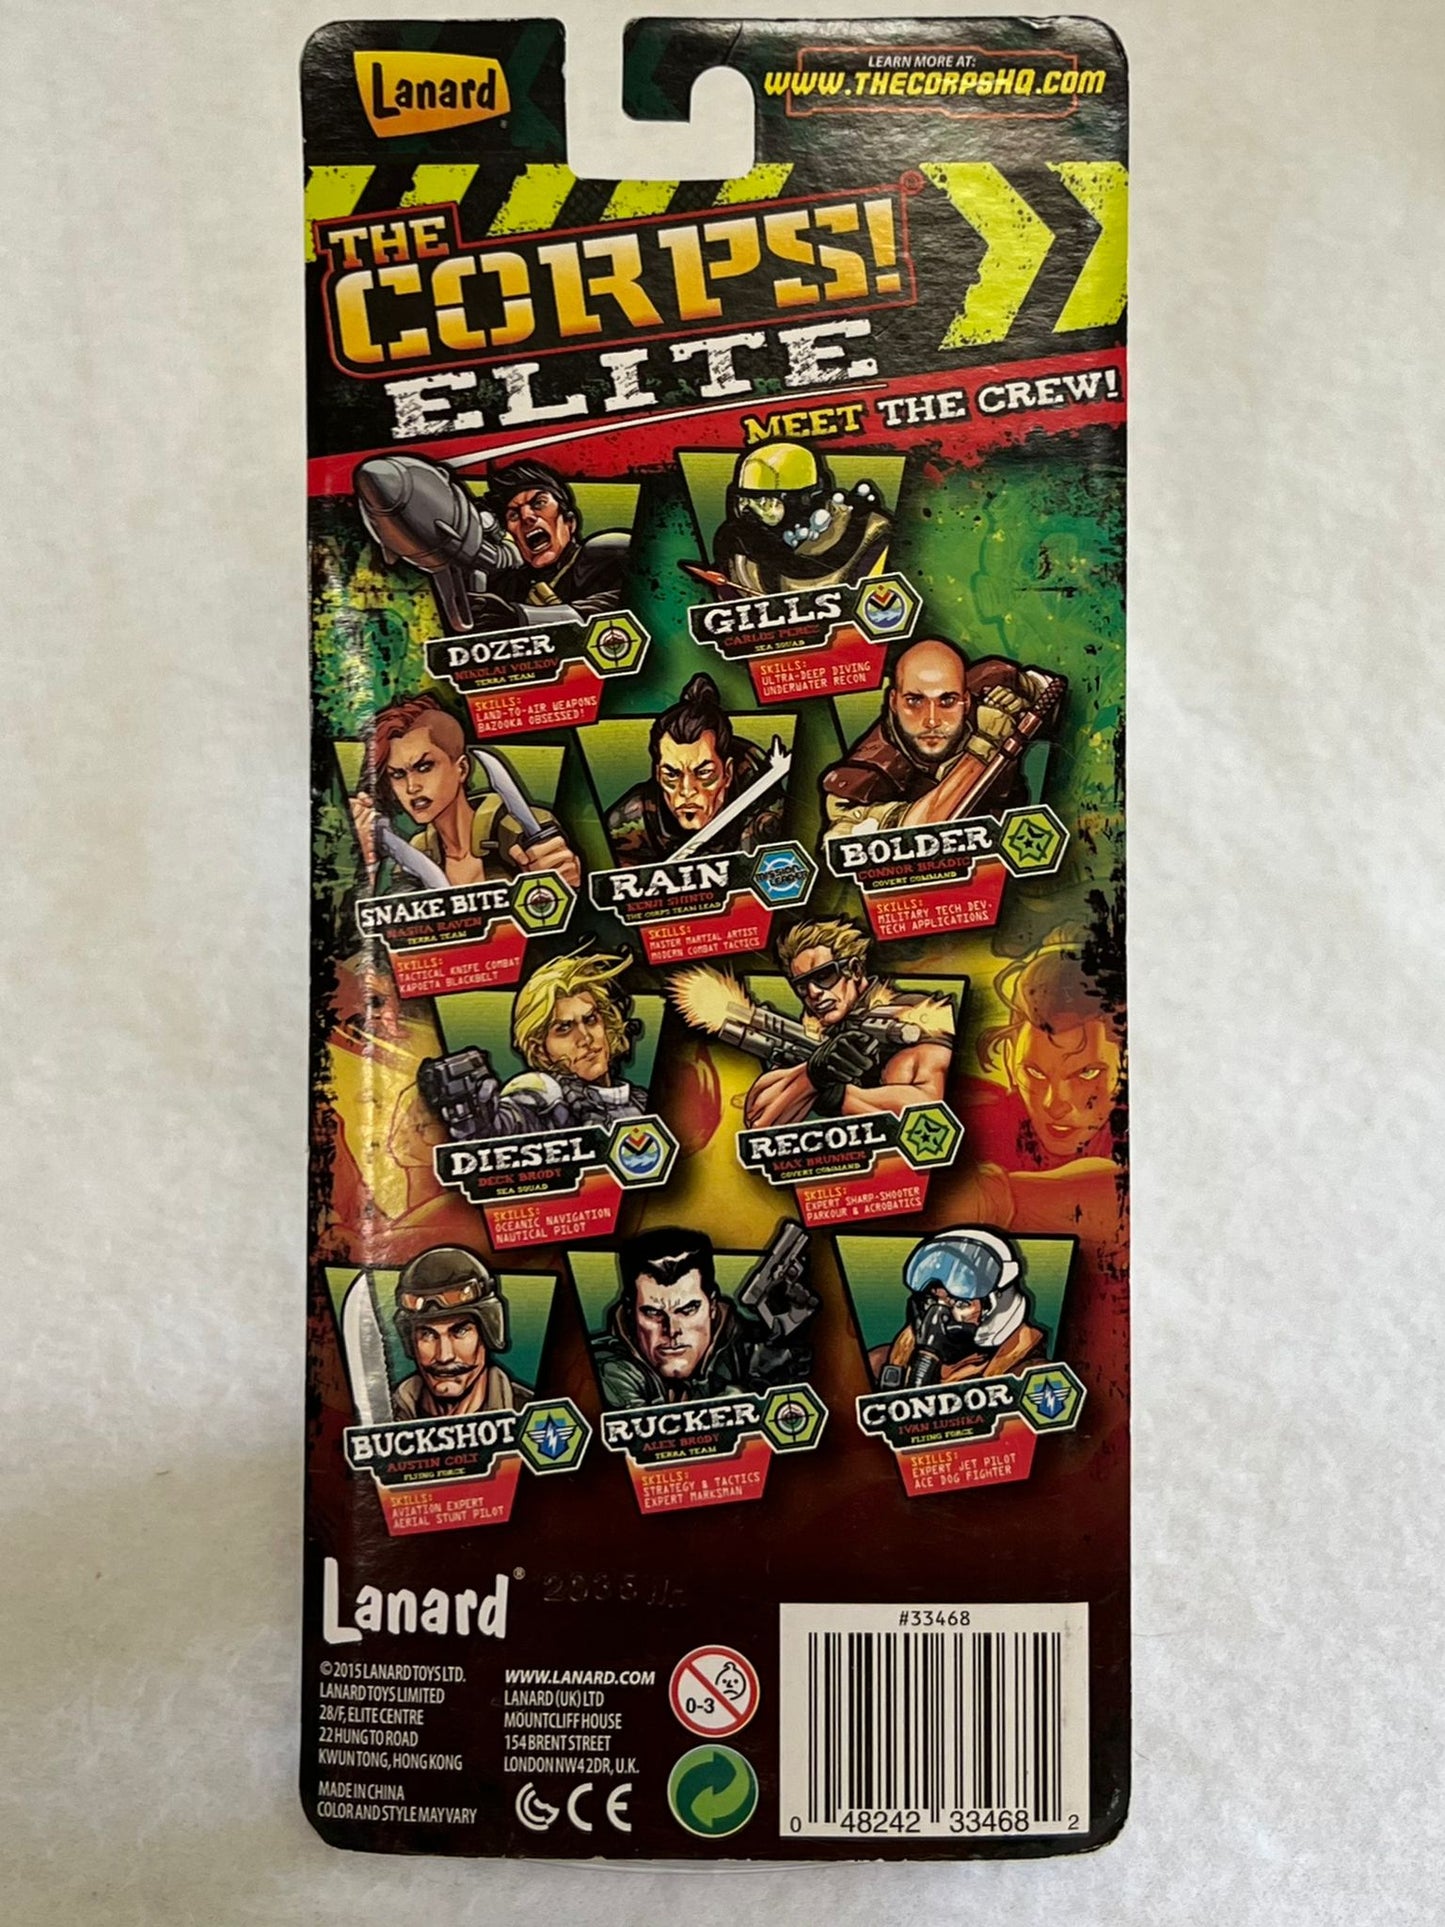 Lanard
LEARN MORE AT:
WWW.THECORPSHQ.COM
THE
CORPS!®
ELITE
MEET THE CREW!
DOZER
NIKOLAI VOLKOV
TERRA TEAM
SKILLS:
LAND-TO-AIR WEAPONS
BAZOOKA OBSESSED!
GILLS
CARLOS PEREZ
SEA SQUAD
SKILLS:
ULTRA-DEEP DIVING
UNDERWATER RECON
SNAKE BITE
NASHA RAVEN
TERRA TEAM
SKILLS:
TACTICAL KNIFE COMBAT
KAPOETA BLACKBELT
RAIN
KENJI SHINTO
THE CORPS TEAM LEAD
MISSION
LEADER
SKILLS:
MASTER MARTIAL ARTIST
MODERN COMBAT TACTICS
BOLDER
CONNOR BRADIC
COVERT COMMAND
SKILLS:
MILITARY TECH DEV.
TECH APPLICATIONS
DIESEL
DECK BRODY
SEA SQUAD
SKILLS:
OCEANIC NAVIGATION
NAUTICAL PILOT
RECOIL
MAX BRUNNER
COVERT COMMAND
SKILLS:
EXPERT SHARP-SHOOTER
PARKOUR & ACROBATICS
BUCKSHOT
AUSTIN COLT
FLYING FORCE
SKILLS:
AVIATION EXPERT
AERIAL STUNT PILOT
RUCKER
ALEX BRODY
TERRA TEAM
SKILLS:
STRATEGY & TACTICS
EXPERT MARKSMAN
CONDOR
IVAN LUSHKA
FLYING FORCE
SKILLS:
EXPERT JET PILOT
ACE DOG FIGHTER
Lanard®
©2015 LANARD TOYS LTD.
LANARD TOYS LIMITED
28/F, ELITE CENTRE
22 HUNG TO ROAD
KWUN TONG, HONG KONG
MADE IN CHINA
COLOR AND STYLE MAY VARY
WWW.LANARD.COM
LANARD (UK) LTD
MOUNTCLIFF HOUSE
154 BRENT STREET
LONDON NW4 2DR, U.K.
CE
0-3
#33468
0 48242 33468 2